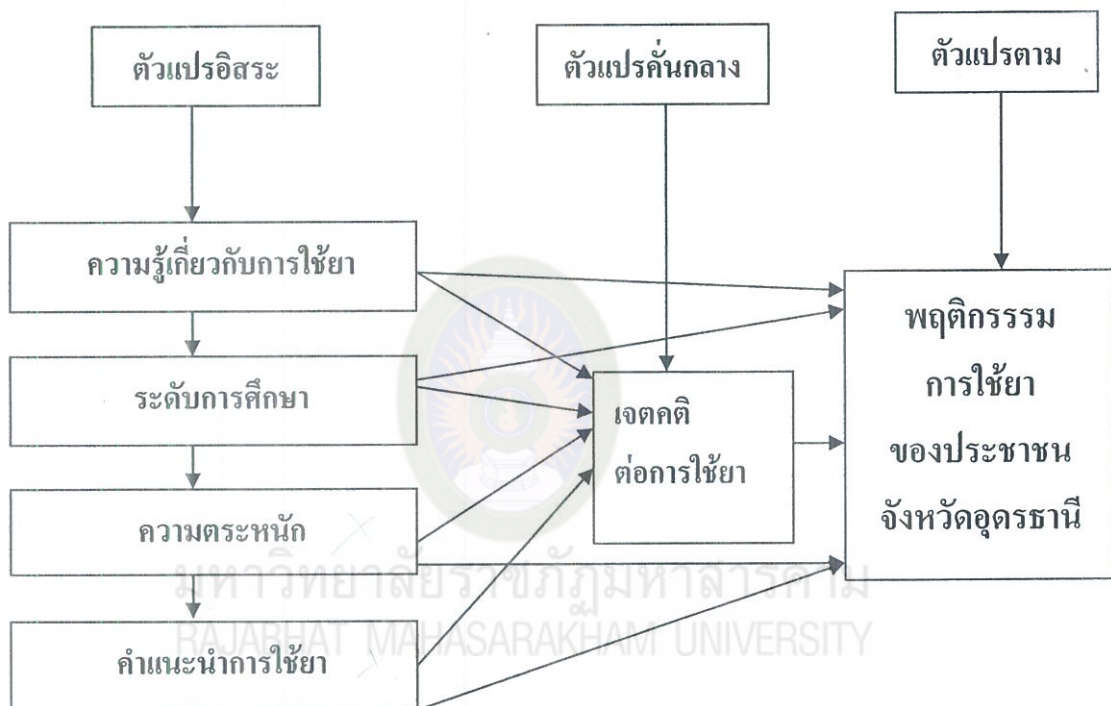 ตัวแปรอิสระ
ตัวแปรคั่นกลาง
ตัวแปรตาม
ความรู้เกี่ยวกับการใช้ยา
ระดับการศึกษา
ความตระหนัก
คำแนะนำการใช้ยา
เจตคติ
ต่อการใช้ยา
พฤติกรรรม
การใช้ยา
ของประชาชน
จังหวัดอุดรธานี
มหาวิทยาลัยราชภัฏมหาสารคาม
RAJABHAT MAHASARAKHAM UNIVERSITY